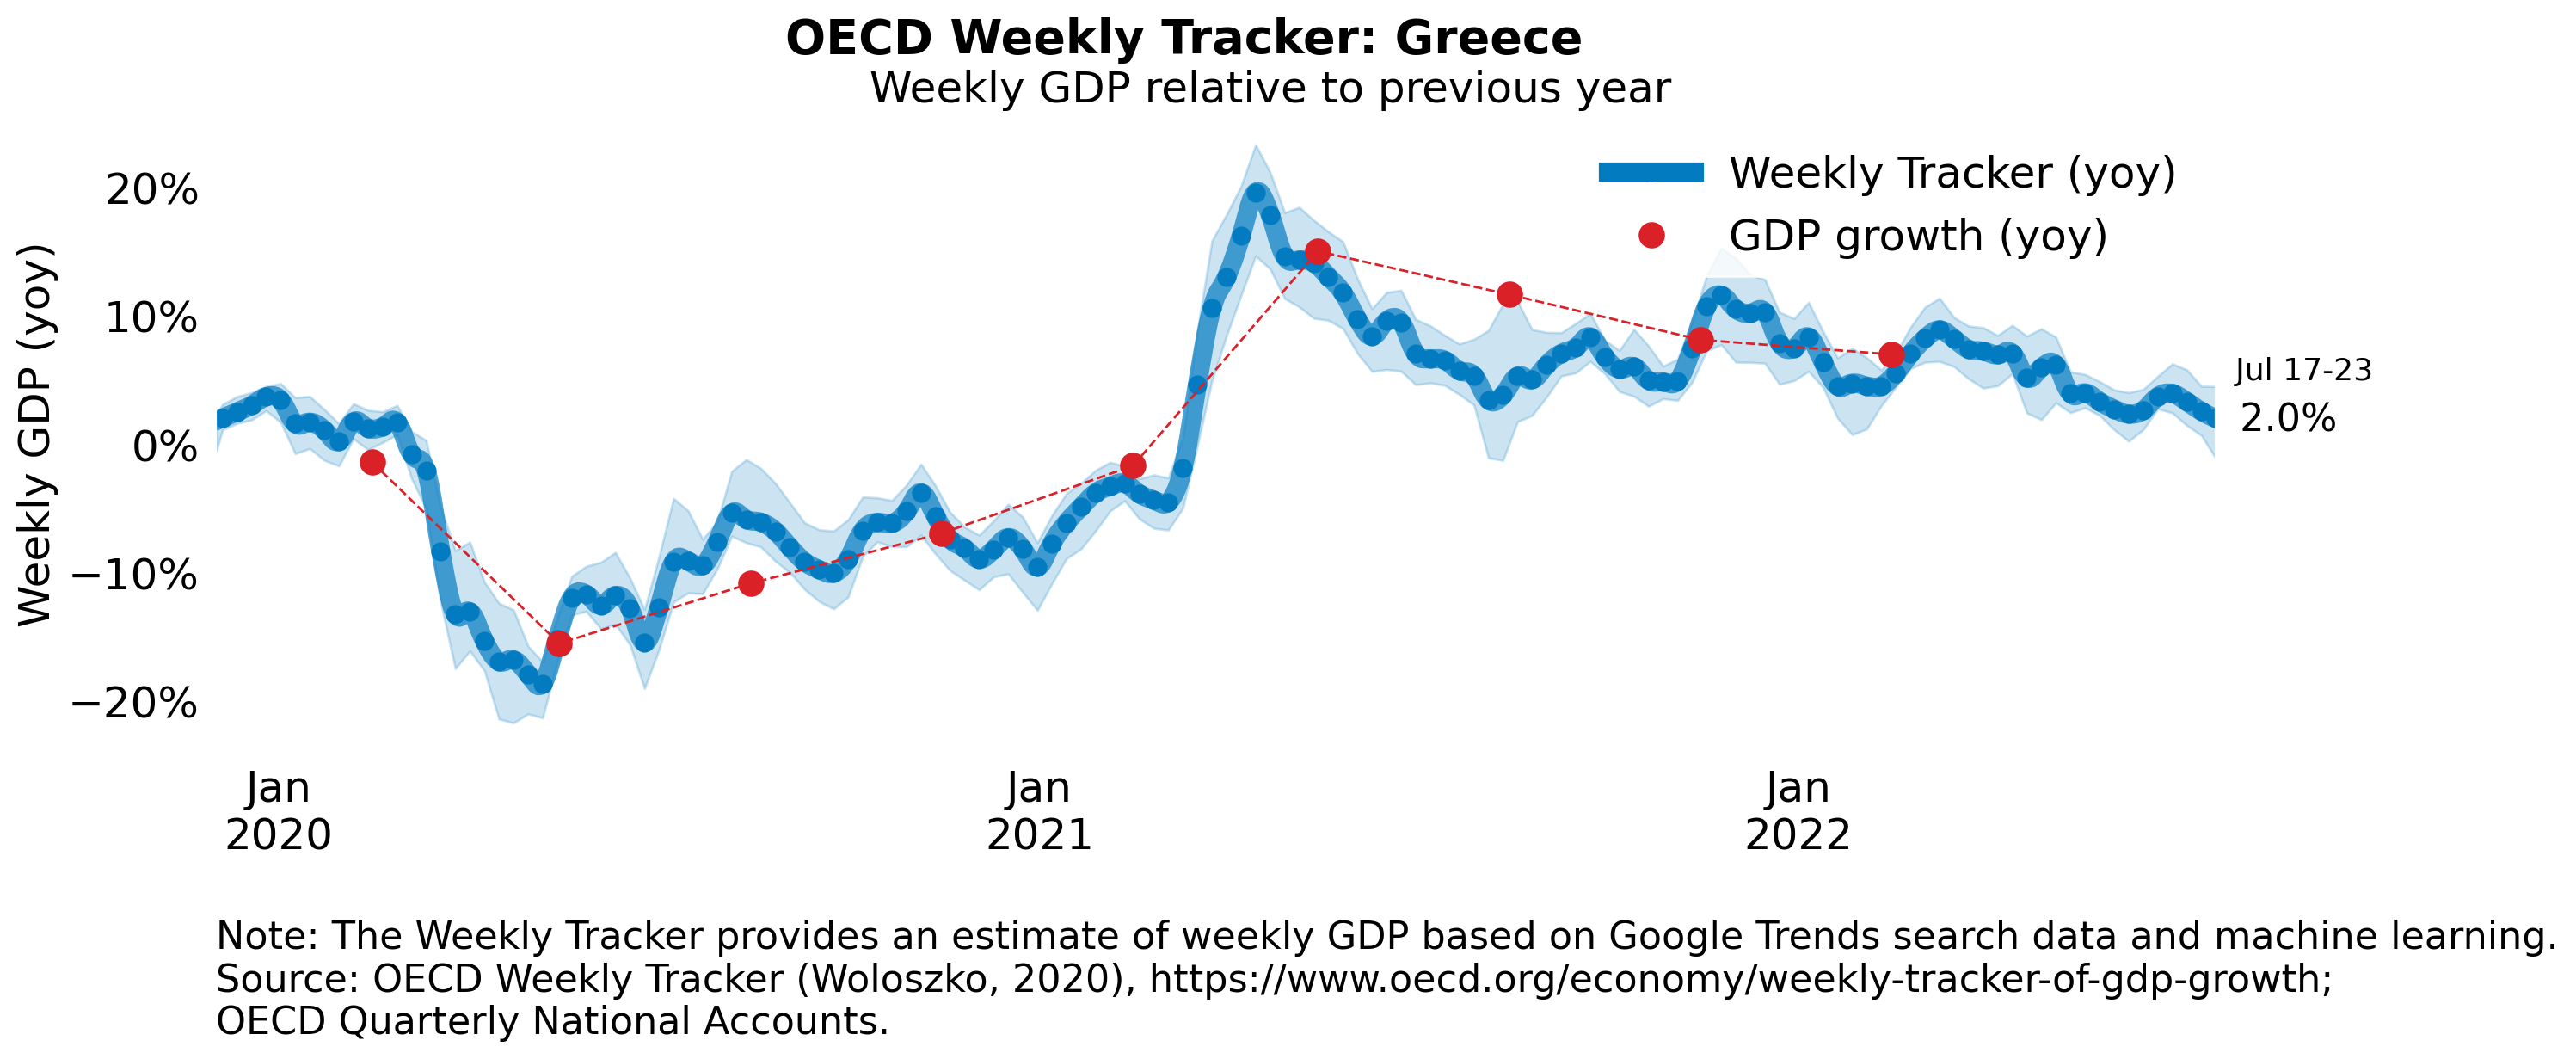 OECD Weekly Tracker: Greece
Weekly GDP relative to previous year
Weekly GDP (yoy)
20%
10%
0%
−10%
−20%
Weekly Tracker (yoy)
GDP growth (yoy)
Jul 17-23
2.0%
Jan
2020
Jan
2021
Jan
2022
Note: The Weekly Tracker provides an estimate of weekly GDP based on Google Trends search data and machine learning.
Source: OECD Weekly Tracker (Woloszko, 2020), https://www.oecd.org/economy/weekly-tracker-of-gdp-growth;
OECD Quarterly National Accounts.